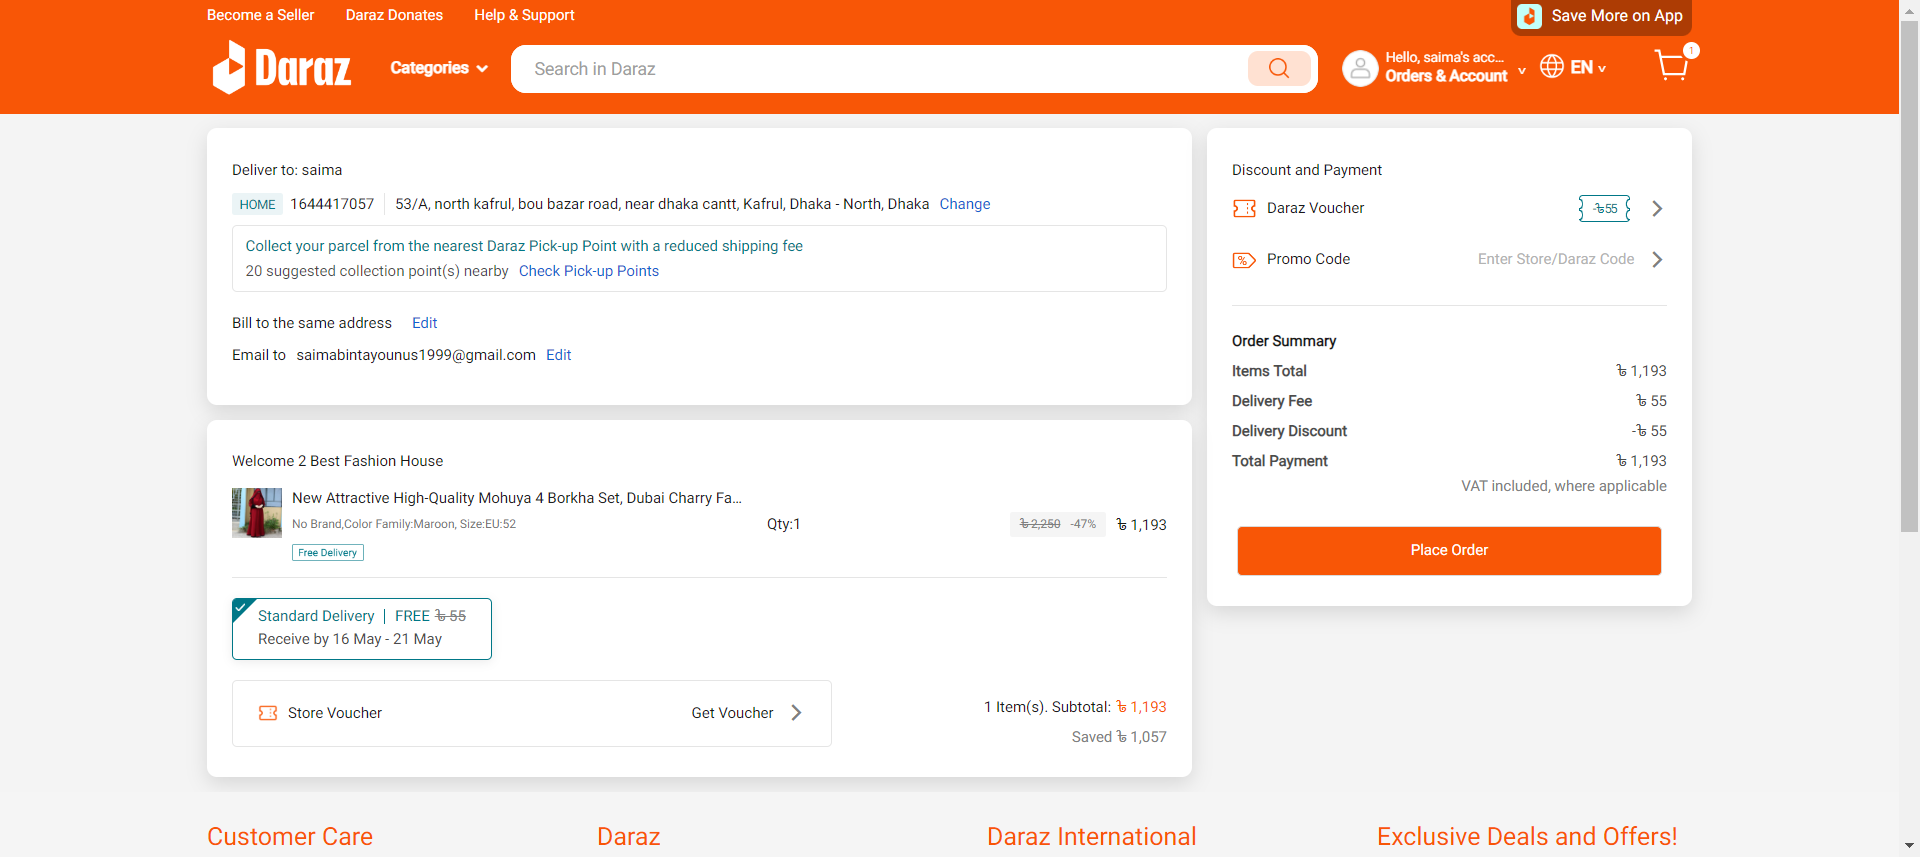 Become a Seller
Daraz Donates
Help & Support
Save More on App
Daraz
Categories
Search in Daraz
Hello, saima's acc...
Orders & Account
EN
1
Deliver to: saima
HOME 1644417057 53/A, north kafrul, bou bazar road, near dhaka cantt, Kafrul, Dhaka - North, Dhaka Change
Collect your parcel from the nearest Daraz Pick-up Point with a reduced shipping fee
20 suggested collection point(s) nearby Check Pick-up Points
Bill to the same address Edit
Email to saimabintayounus1999@gmail.com Edit
Welcome 2 Best Fashion House
New Attractive High-Quality Mohuya 4 Borkha Set, Dubai Charry Fa...
No Brand,Color Family:Maroon, Size:EU:52
Qty:1
৳ 2,250 -47% ৳ 1,193
Free Delivery
Standard Delivery | FREE ৳ 55
Receive by 16 May - 21 May
Store Voucher
Get Voucher
1 Item(s). Subtotal: ৳ 1,193
Saved ৳ 1,057
Discount and Payment
Daraz Voucher -৳55
Promo Code Enter Store/Daraz Code
Order Summary
Items Total ৳ 1,193
Delivery Fee ৳ 55
Delivery Discount -৳ 55
Total Payment ৳ 1,193
VAT included, where applicable
Place Order
Customer Care
Daraz
Daraz International
Exclusive Deals and Offers!